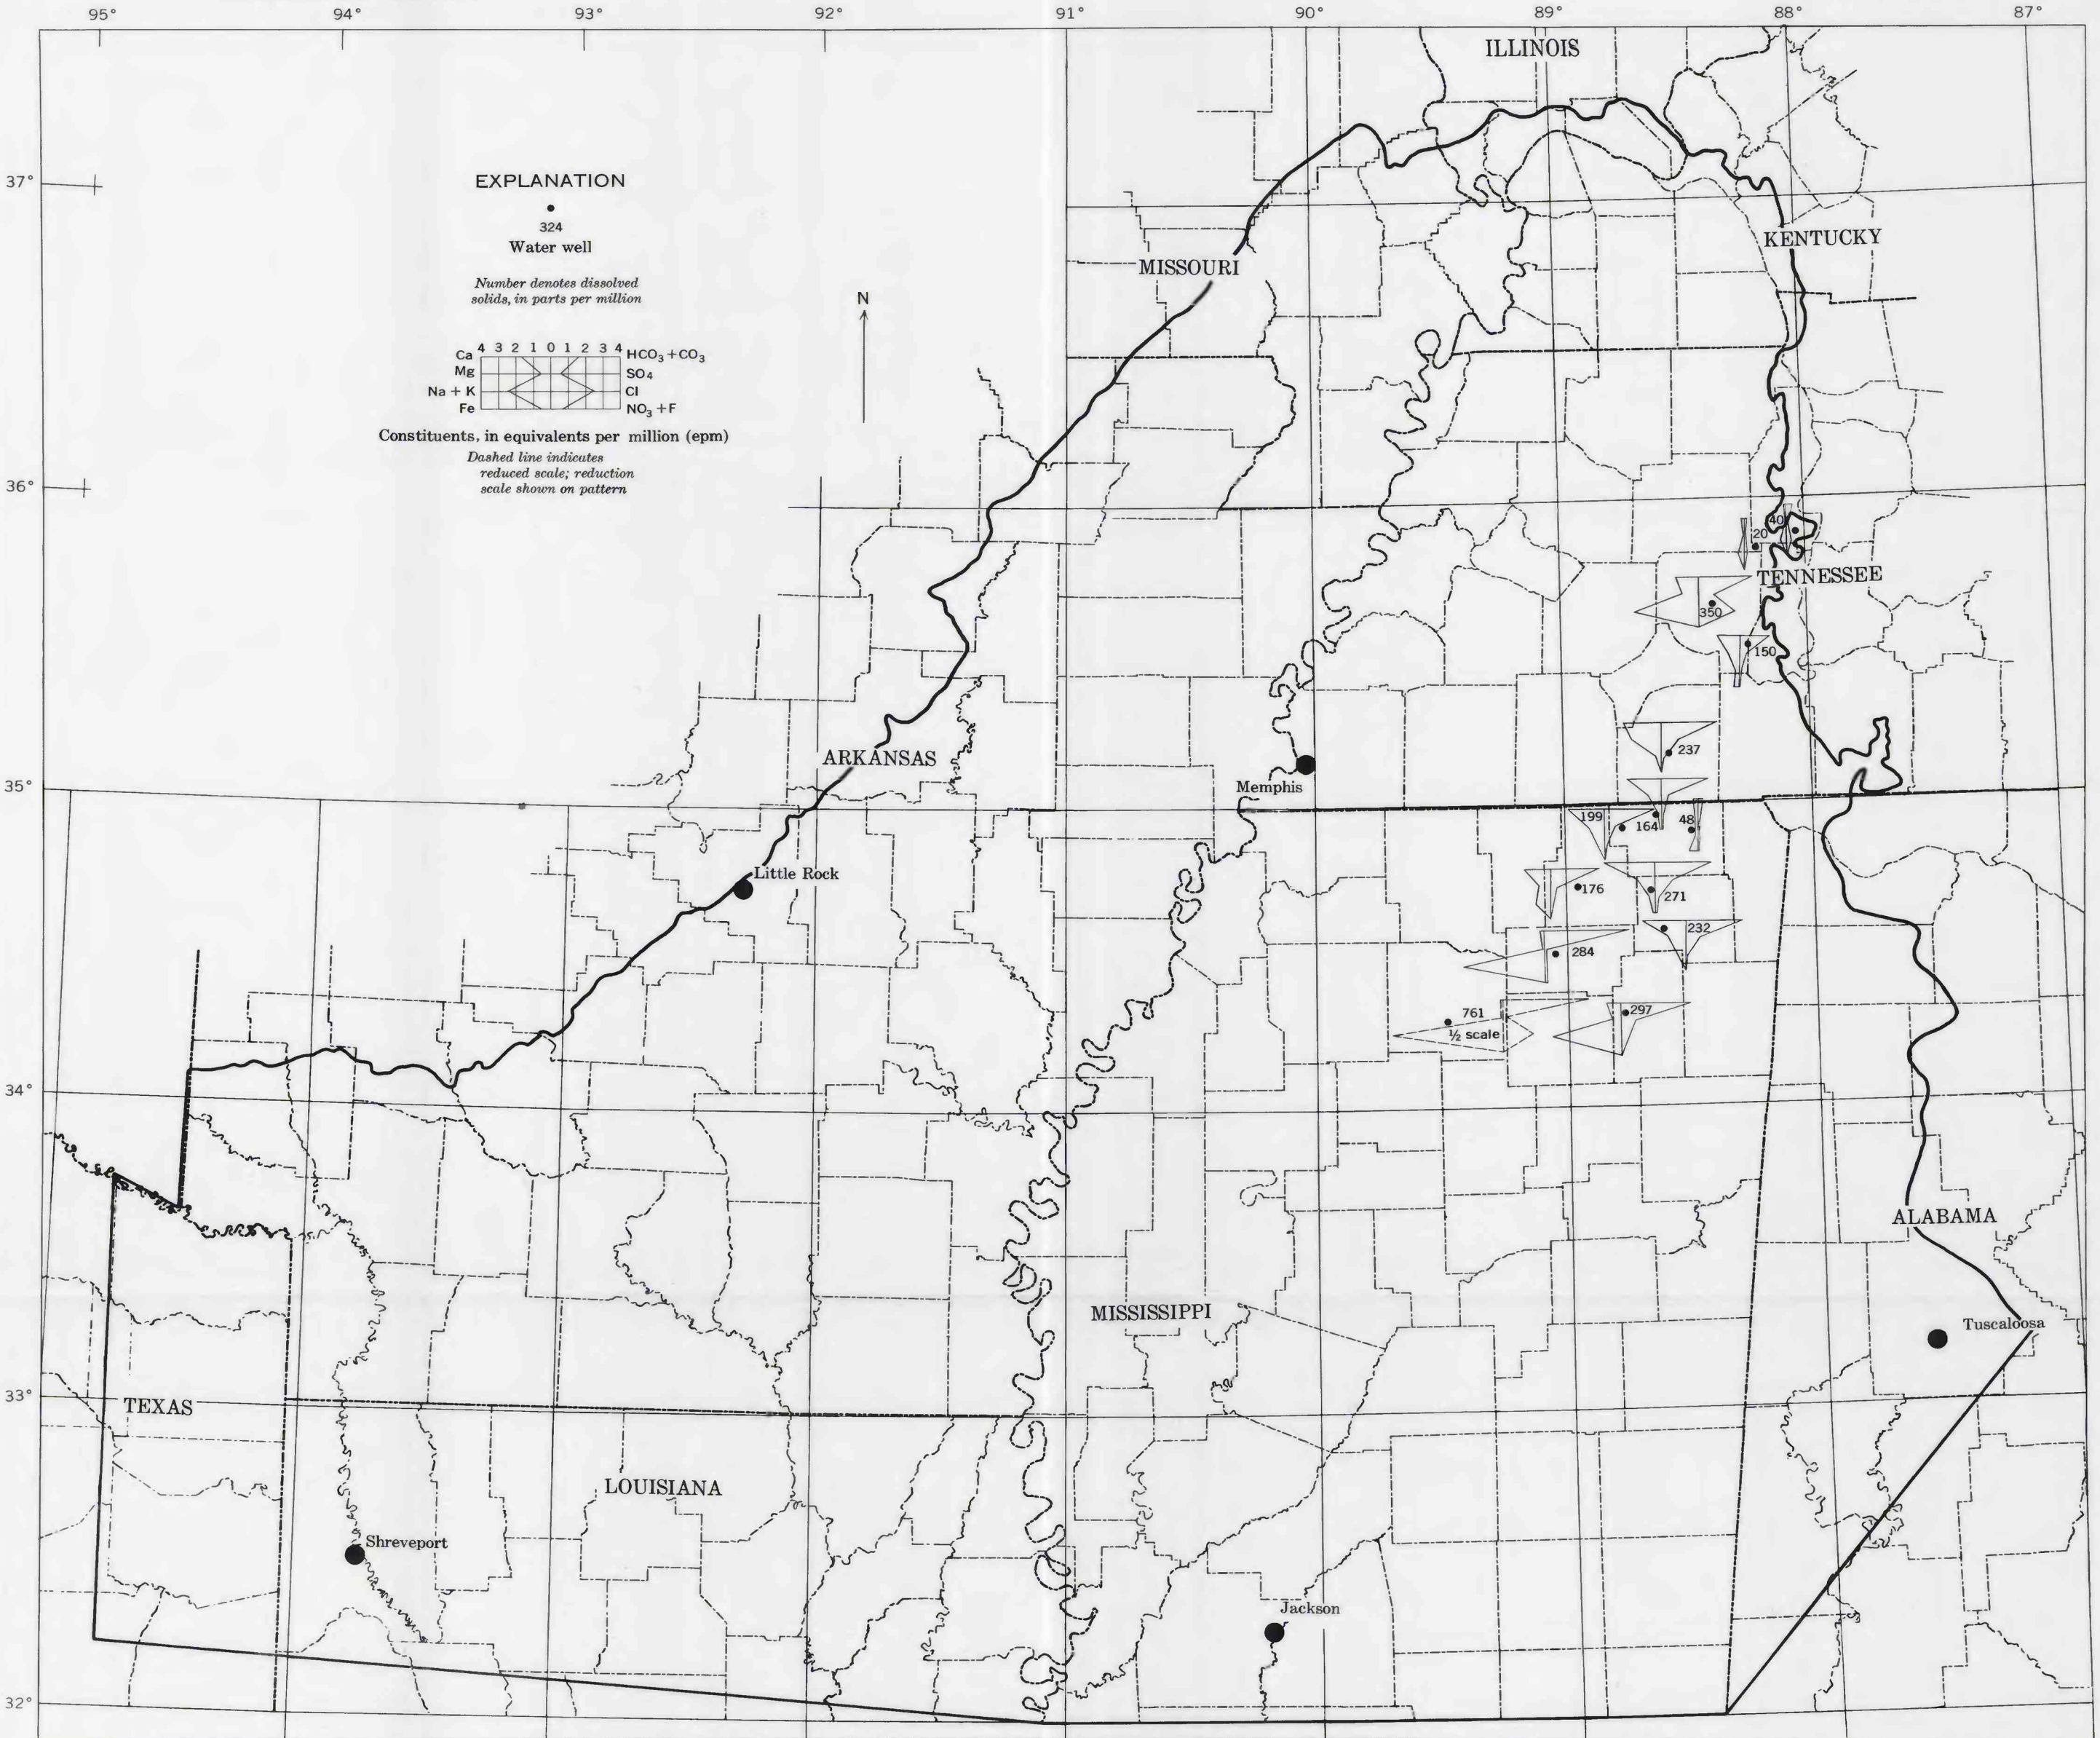 95° 94° 93° 92° 91° 90° 89° 88° 87°
ILLINOIS
37°
EXPLANATION
324
Water well
Number denotes dissolved
solids, in parts per million
KENTUCKY
MISSOURI
N
4 3 2 1 0 1 2 3 4
Ca HCO₃+CO₃
Mg SO₄
Na + K Cl
Fe NO₃+F
Constituents, in equivalents per million (epm)
Dashed line indicates
reduced scale; reduction
scale shown on pattern
36°
40
20
TENNESSEE
350
150
237
ARKANSAS
35°
Memphis
199
164
48
Little Rock
176
271
232
284
761
½ scale
297
34°
ALABAMA
MISSISSIPPI
Tuscaloosa
33°
TEXAS
LOUISIANA
Shreveport
Jackson
32°